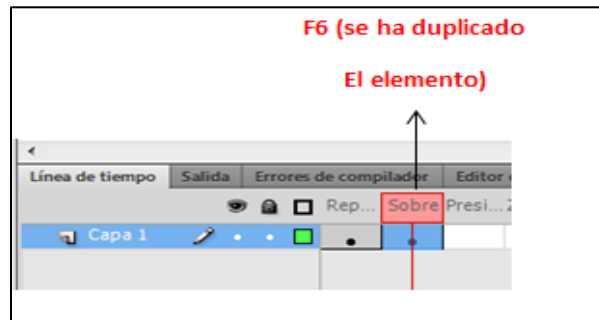 F6 (se ha duplicado
El elemento)
Línea de tiempo Salida Errores de compilador Editor
Rep... Sobre Presi...
Capa 1